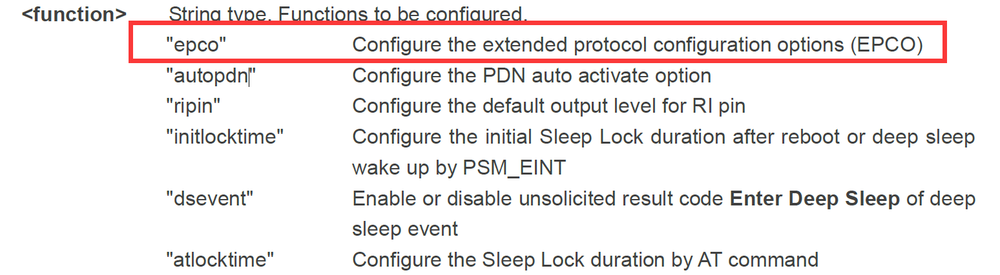 <function> String type. Functions to be configured.
"epco" Configure the extended protocol configuration options (EPCO)
"autopdn" Configure the PDN auto activate option
"ripin" Configure the default output level for RI pin
"initlocktime" Configure the initial Sleep Lock duration after reboot or deep sleep
wake up by PSM_EINT
"dsevent" Enable or disable unsolicited result code Enter Deep Sleep of deep
sleep event
"atlocktime" Configure the Sleep Lock duration by AT command